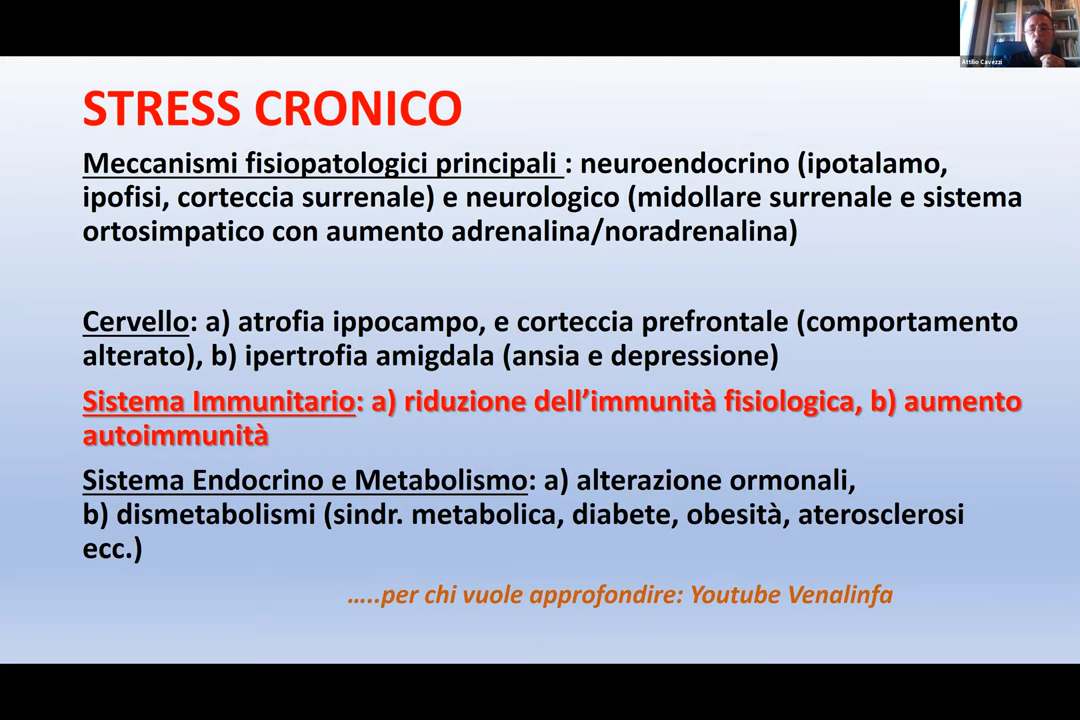 Attilio Cavezzi
STRESS CRONICO
Meccanismi fisiopatologici principali : neuroendocrino (ipotalamo,
ipofisi, corteccia surrenale) e neurologico (midollare surrenale e sistema
ortosimpatico con aumento adrenalina/noradrenalina)
Cervello: a) atrofia ippocampo, e corteccia prefrontale (comportamento
alterato), b) ipertrofia amigdala (ansia e depressione)
Sistema Immunitario: a) riduzione dell’immunità fisiologica, b) aumento
autoimmunità
Sistema Endocrino e Metabolismo: a) alterazione ormonali,
b) dismetabolismi (sindr. metabolica, diabete, obesità, aterosclerosi
ecc.)
…..per chi vuole approfondire: Youtube Venalinfa